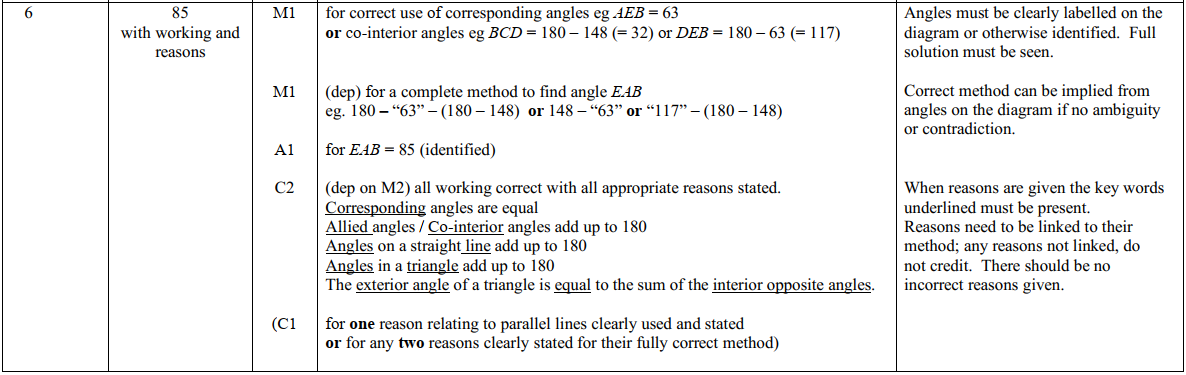 6
85
with working and
reasons
M1
for correct use of corresponding angles eg AEB = 63
or co-interior angles eg BCD = 180 – 148 (= 32) or DEB = 180 – 63 (= 117)
Angles must be clearly labelled on the
diagram or otherwise identified.  Full
solution must be seen.
M1
(dep) for a complete method to find angle EAB
eg. 180 – “63” – (180 – 148)  or 148 – “63” or “117” – (180 – 148)
Correct method can be implied from
angles on the diagram if no ambiguity
or contradiction.
A1
for EAB = 85 (identified)
C2
(dep on M2) all working correct with all appropriate reasons stated.
Corresponding angles are equal
Allied angles / Co-interior angles add up to 180
Angles on a straight line add up to 180
Angles in a triangle add up to 180
The exterior angle of a triangle is equal to the sum of the interior opposite angles.
When reasons are given the key words
underlined must be present.
Reasons need to be linked to their
method; any reasons not linked, do
not credit.  There should be no
incorrect reasons given.
(C1
for one reason relating to parallel lines clearly used and stated
or for any two reasons clearly stated for their fully correct method)